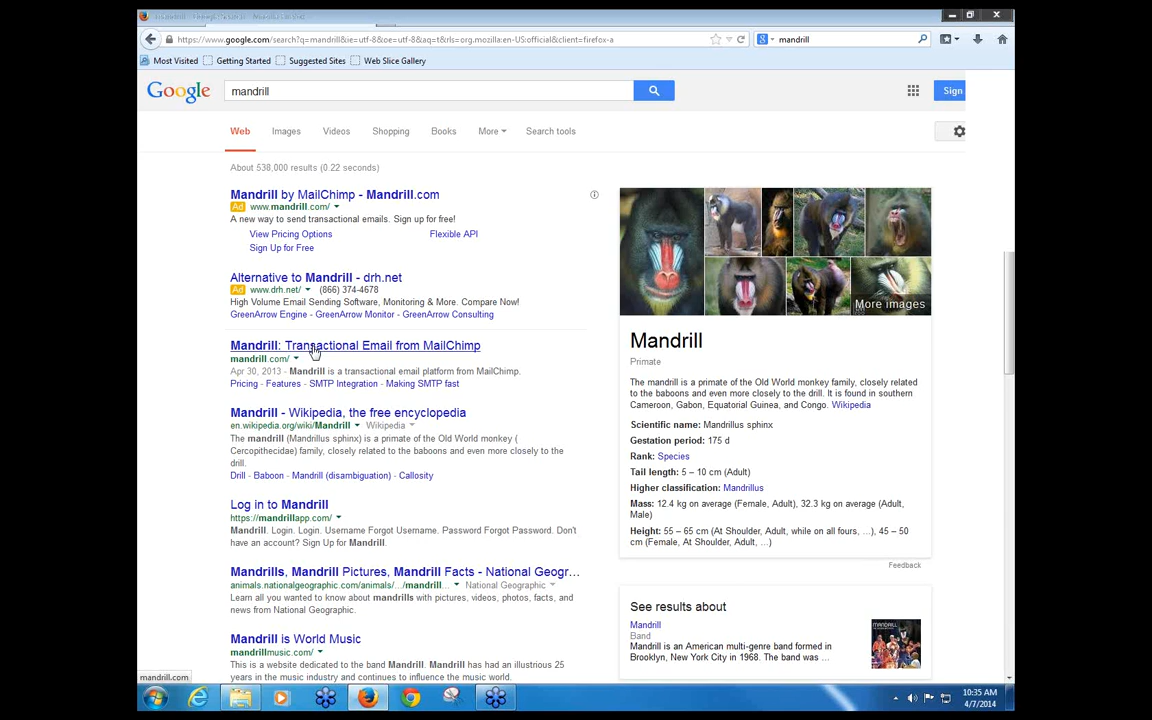 https://www.google.com/search?q=mandrill&ie=utf-8&oe=utf-8&aq=t&rls=org.mozilla:en-US:official&client=firefox-a
mandrill
Most Visited Getting Started Suggested Sites Web Slice Gallery
Google mandrill Sign
Web Images Videos Shopping Books More Search tools
About 538,000 results (0.22 seconds)
Mandrill by MailChimp - Mandrill.com
Ad www.mandrill.com/
A new way to send transactional emails. Sign up for free!
View Pricing Options Flexible API
Sign Up for Free
Alternative to Mandrill - drh.net
Ad www.drh.net/ (866) 374-4678
High Volume Email Sending Software, Monitoring & More. Compare Now!
GreenArrow Engine - GreenArrow Monitor - GreenArrow Consulting
Mandrill: Transactional Email from MailChimp
mandrill.com/
Apr 30, 2013 - Mandrill is a transactional email platform from MailChimp.
Pricing - Features - SMTP Integration - Making SMTP fast
Mandrill - Wikipedia, the free encyclopedia
en.wikipedia.org/wiki/Mandrill Wikipedia
The mandrill (Mandrillus sphinx) is a primate of the Old World monkey (
Cercopithecidae) family, closely related to the baboons and even more closely to the
drill.
Drill - Baboon - Mandrill (disambiguation) - Callosity
Log in to Mandrill
https://mandrillapp.com/
Mandrill. Login. Login. Username Forgot Username. Password Forgot Password. Don't
have an account? Sign Up for Mandrill.
Mandrills, Mandrill Pictures, Mandrill Facts - National Geogr...
animals.nationalgeographic.com/animals/.../mandrill... National Geographic
Learn all you wanted to know about mandrills with pictures, videos, photos, facts, and
news from National Geographic.
Mandrill is World Music
mandrillmusic.com/
This is a website dedicated to the band Mandrill. Mandrill has had an illustrious 25
years in the music industry and continues to influence the music world.
More images
Mandrill
Primate
The mandrill is a primate of the Old World monkey family, closely related
to the baboons and even more closely to the drill. It is found in southern
Cameroon, Gabon, Equatorial Guinea, and Congo. Wikipedia
Scientific name: Mandrillus sphinx
Gestation period: 175 d
Rank: Species
Tail length: 5 – 10 cm (Adult)
Higher classification: Mandrillus
Mass: 12.4 kg on average (Female, Adult), 32.3 kg on average (Adult,
Male)
Height: 55 – 65 cm (At Shoulder, Adult, while on all fours, ...), 45 – 50
cm (Female, At Shoulder, Adult, ...)
Feedback
See results about
Mandrill
Band
Mandrill is an American multi-genre band formed in
Brooklyn, New York City in 1968. The band was ...
MANDRILL
mandrill.com
10:35 AM
4/7/2014